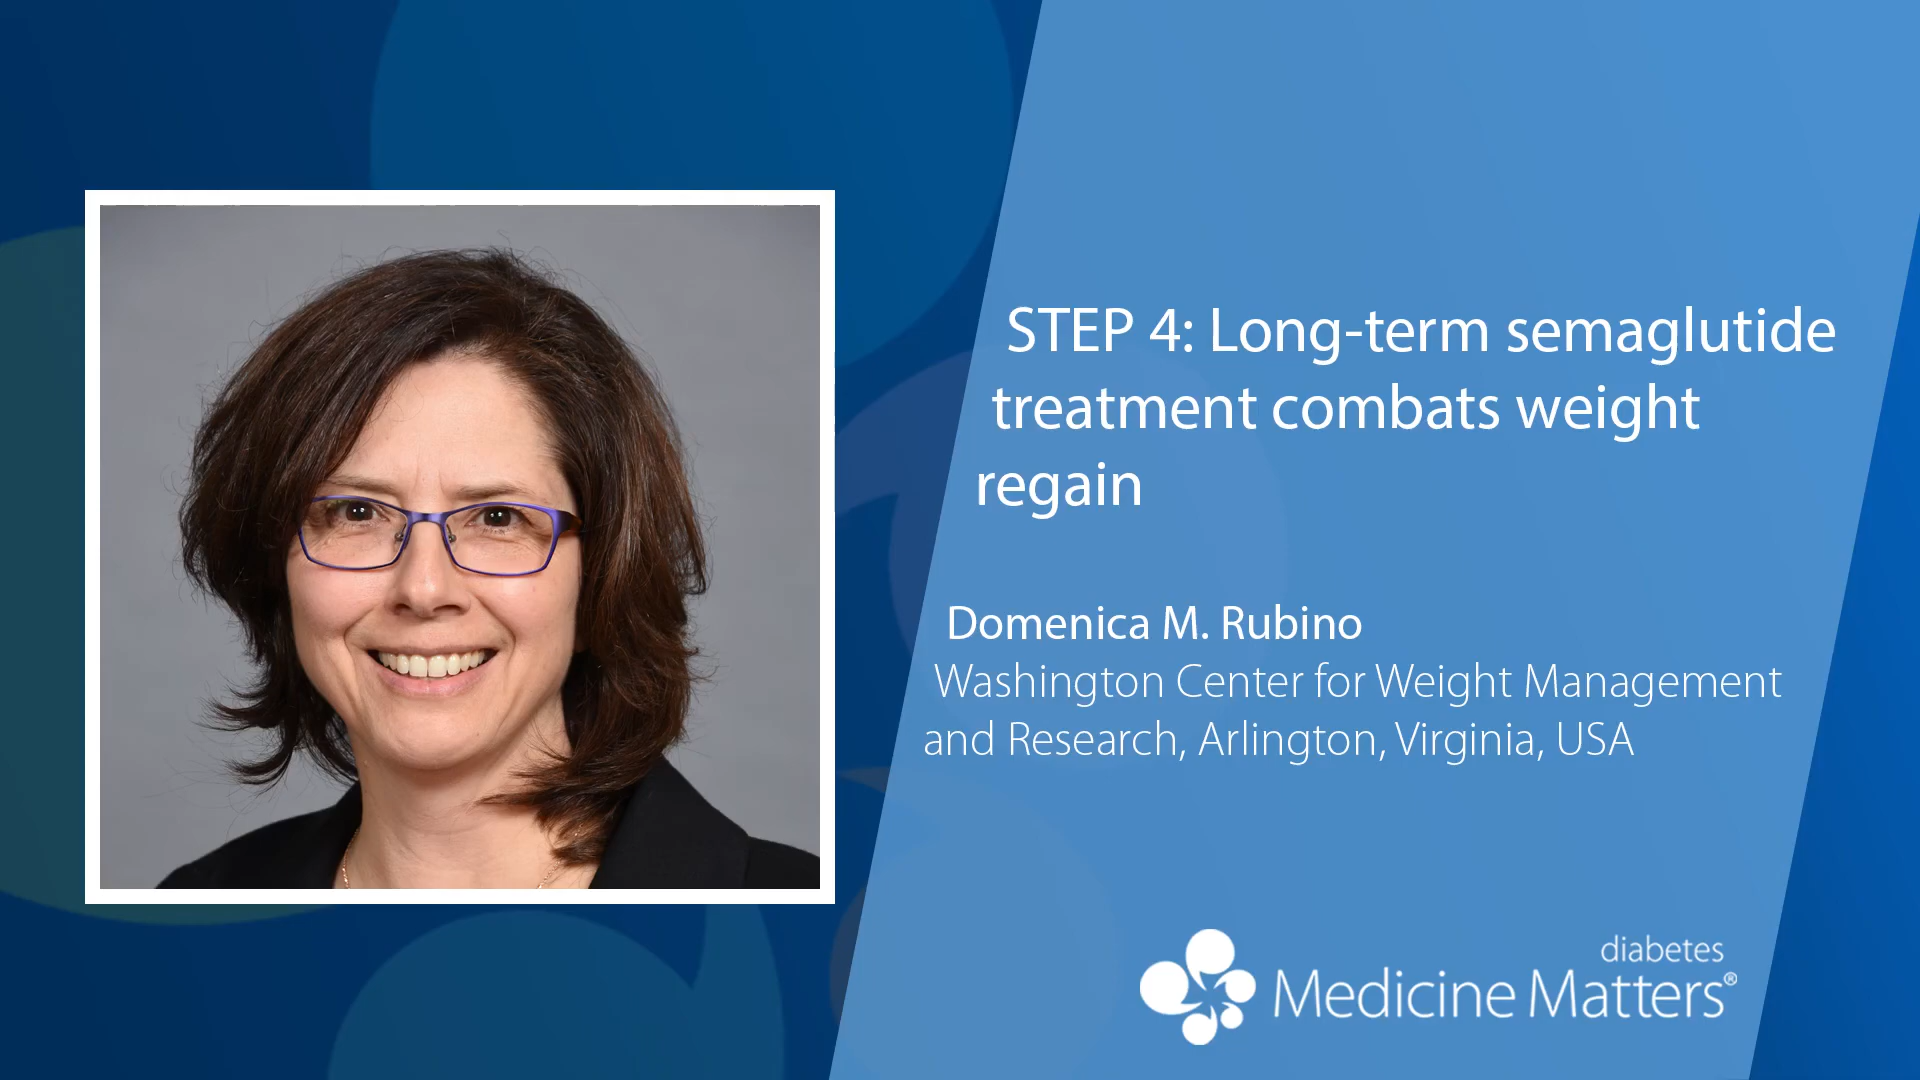 STEP 4: Long-term semaglutide
treatment combats weight
regain
Domenica M. Rubino
Washington Center for Weight Management
and Research, Arlington, Virginia, USA
diabetes
Medicine Matters®